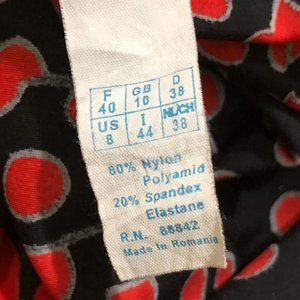 F GB D
40 10 38
US I NL/CH
8 44 38
80% Nylon
Polyamid
20% Spandex
Elastane
R.N. 88842
Made in Romania